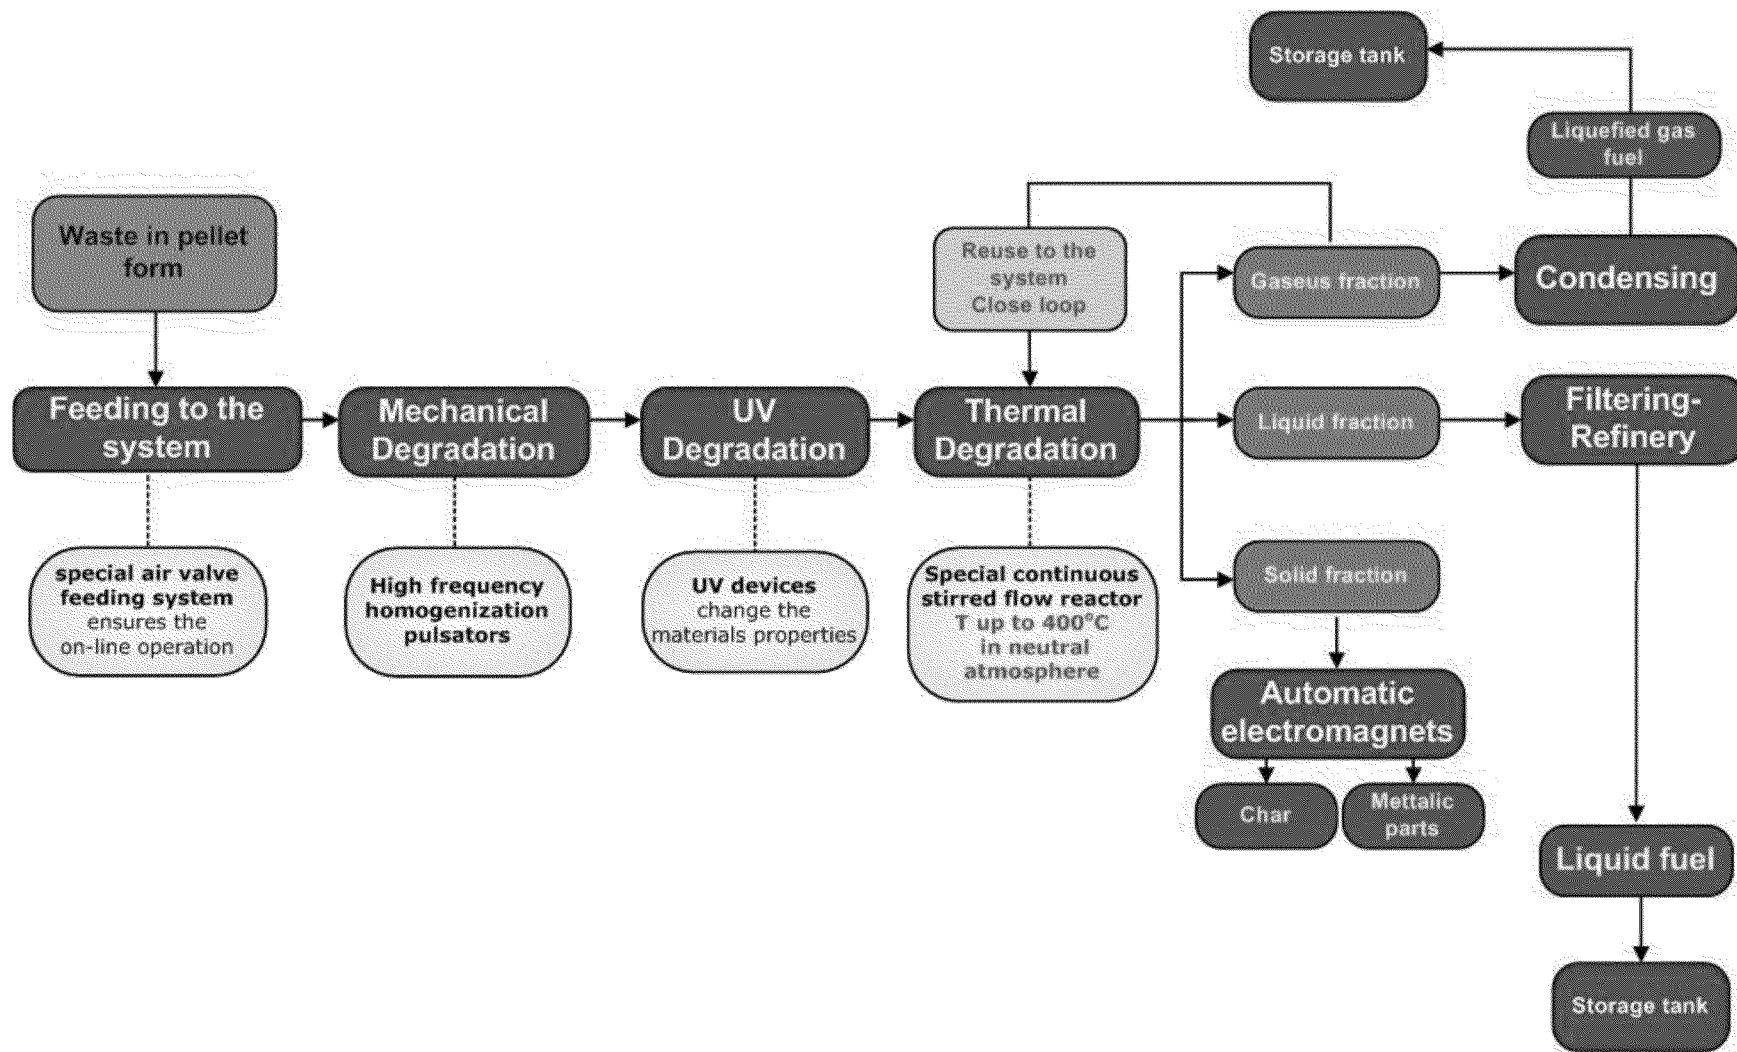 Storage tank
Liquefied gas
fuel
Waste in pellet
form
Reuse to the
system
Close loop
Gaseus fraction
Condensing
Feeding to the
system
Mechanical
Degradation
UV
Degradation
Thermal
Degradation
Liquid fraction
Filtering-
Refinery
special air valve
feeding system
ensures the
on-line operation
High frequency
homogenization
pulsators
UV devices
change the
materials properties
Special continuous
stirred flow reactor
T up to 400°C
in neutral
atmosphere
Solid fraction
Automatic
electromagnets
Char
Mettalic
parts
Liquid fuel
Storage tank